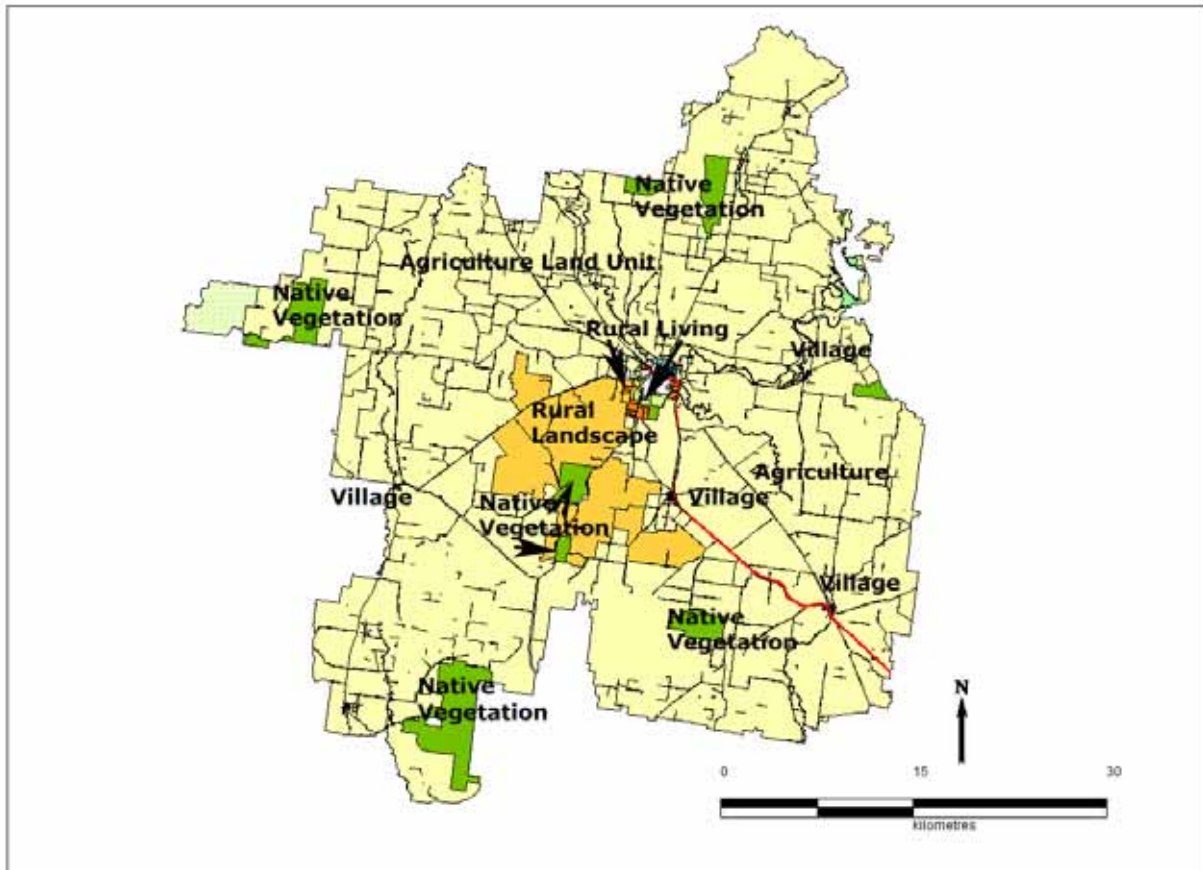 Native
Vegetation
Agriculture Land Unit
Native
Vegetation
Rural Living
Village
Rural
Landscape
Agriculture
Village
Native
Vegetation
Village
Village
Native
Vegetation
Native
Vegetation
N
0 15 30
kilometres